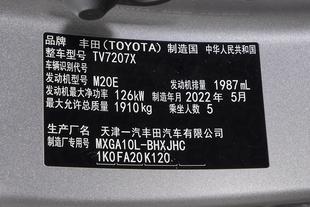 品牌 丰田(TOYOTA) 制造国 中华人民共和国
整车型号 TV7207X
车辆识别代号
发动机型号 M20E 发动机排量 1987 mL
发动机最大净功率 126kW 制造年月 2022年 5月
最大允许总质量 1910kg 乘坐人数 5
生产厂名 天津一汽丰田汽车有限公司
制造厂专用号 MXGA10L-BHXJHC
1K0FA20K120